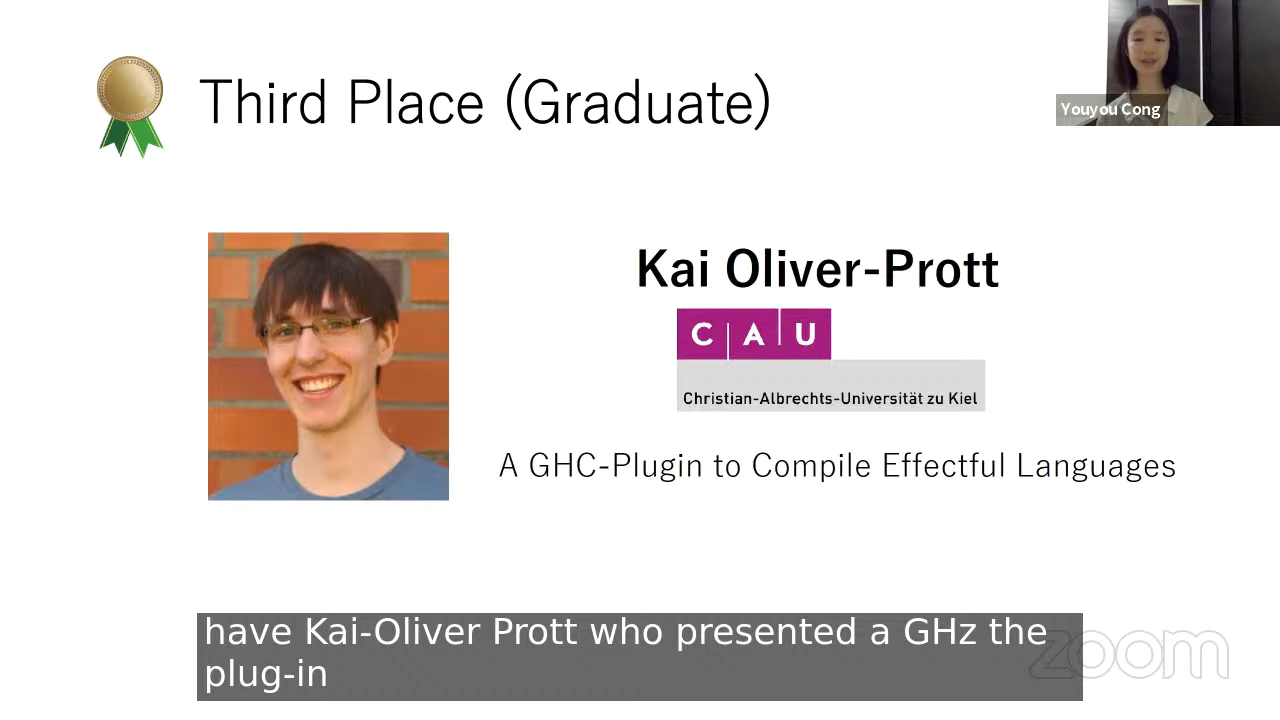 Third Place (Graduate)
Youyou Cong
Kai Oliver-Prott
C A U
Christian-Albrechts-Universität zu Kiel
A GHC-Plugin to Compile Effectful Languages
have Kai-Oliver Prott who presented a GHz the
plug-in
zoom